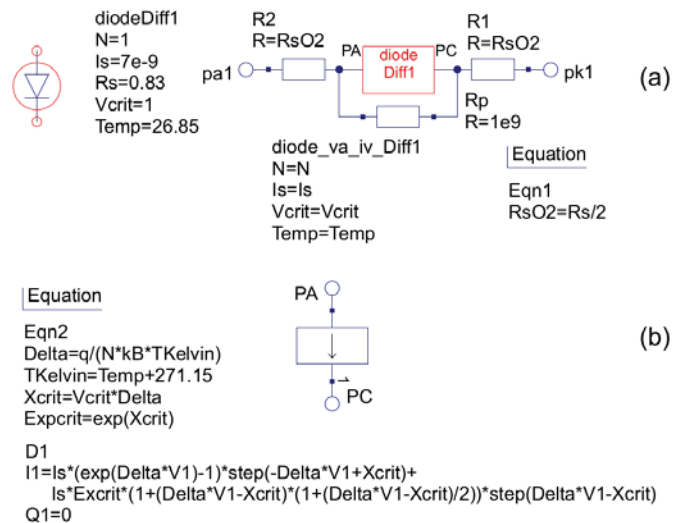 diodeDiff1
N=1
Is=7e-9
Rs=0.83
Vcrit=1
Temp=26.85
R2
R=RsO2
R1
R=RsO2
PA
diode
Diff1
PC
pa1
pk1
(a)
Rp
R=1e9
diode_va_iv_Diff1
N=N
Is=Is
Vcrit=Vcrit
Temp=Temp
Equation
Eqn1
RsO2=Rs/2
Equation
Eqn2
Delta=q/(N*kB*TKelvin)
TKelvin=Temp+271.15
Xcrit=Vcrit*Delta
Expcrit=exp(Xcrit)
PA
1
PC
(b)
D1
I1=Is*(exp(Delta*V1)-1)*step(-Delta*V1+Xcrit)+
Is*Excrit*(1+(Delta*V1-Xcrit)*(1+(Delta*V1-Xcrit)/2))*step(Delta*V1-Xcrit)
Q1=0